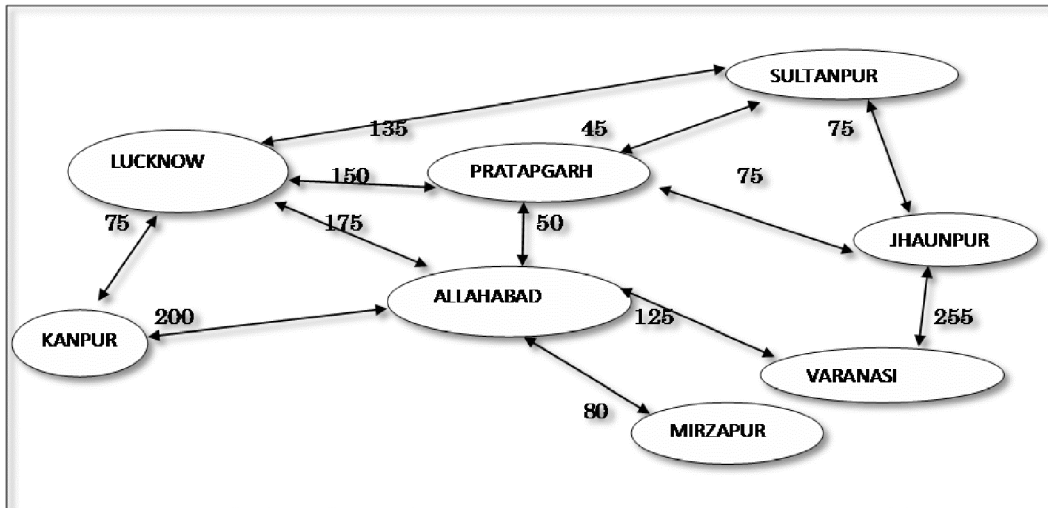 SULTANPUR
135
45
75
LUCKNOW
PRATAPGARH
150
75
75
175
50
JHAUNPUR
ALLAHABAD
KANPUR
200
125
255
VARANASI
80
MIRZAPUR